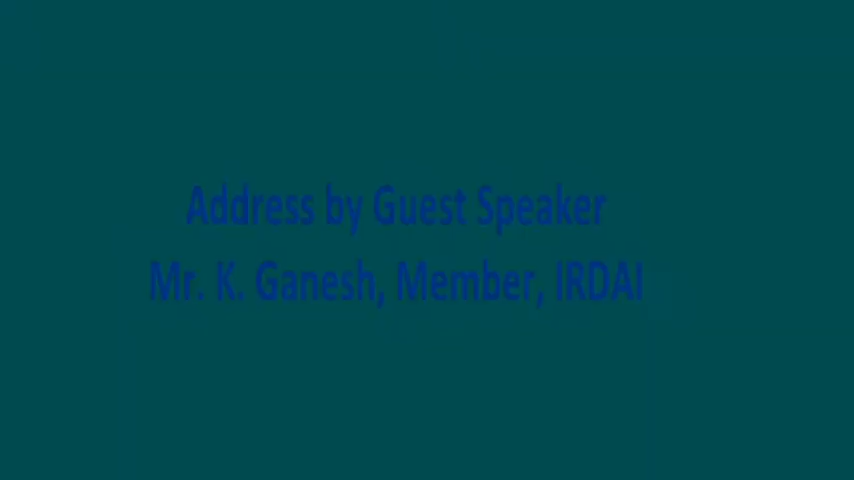 Address by Guest Speaker
Mr. K. Ganesh, Member, IRDAI